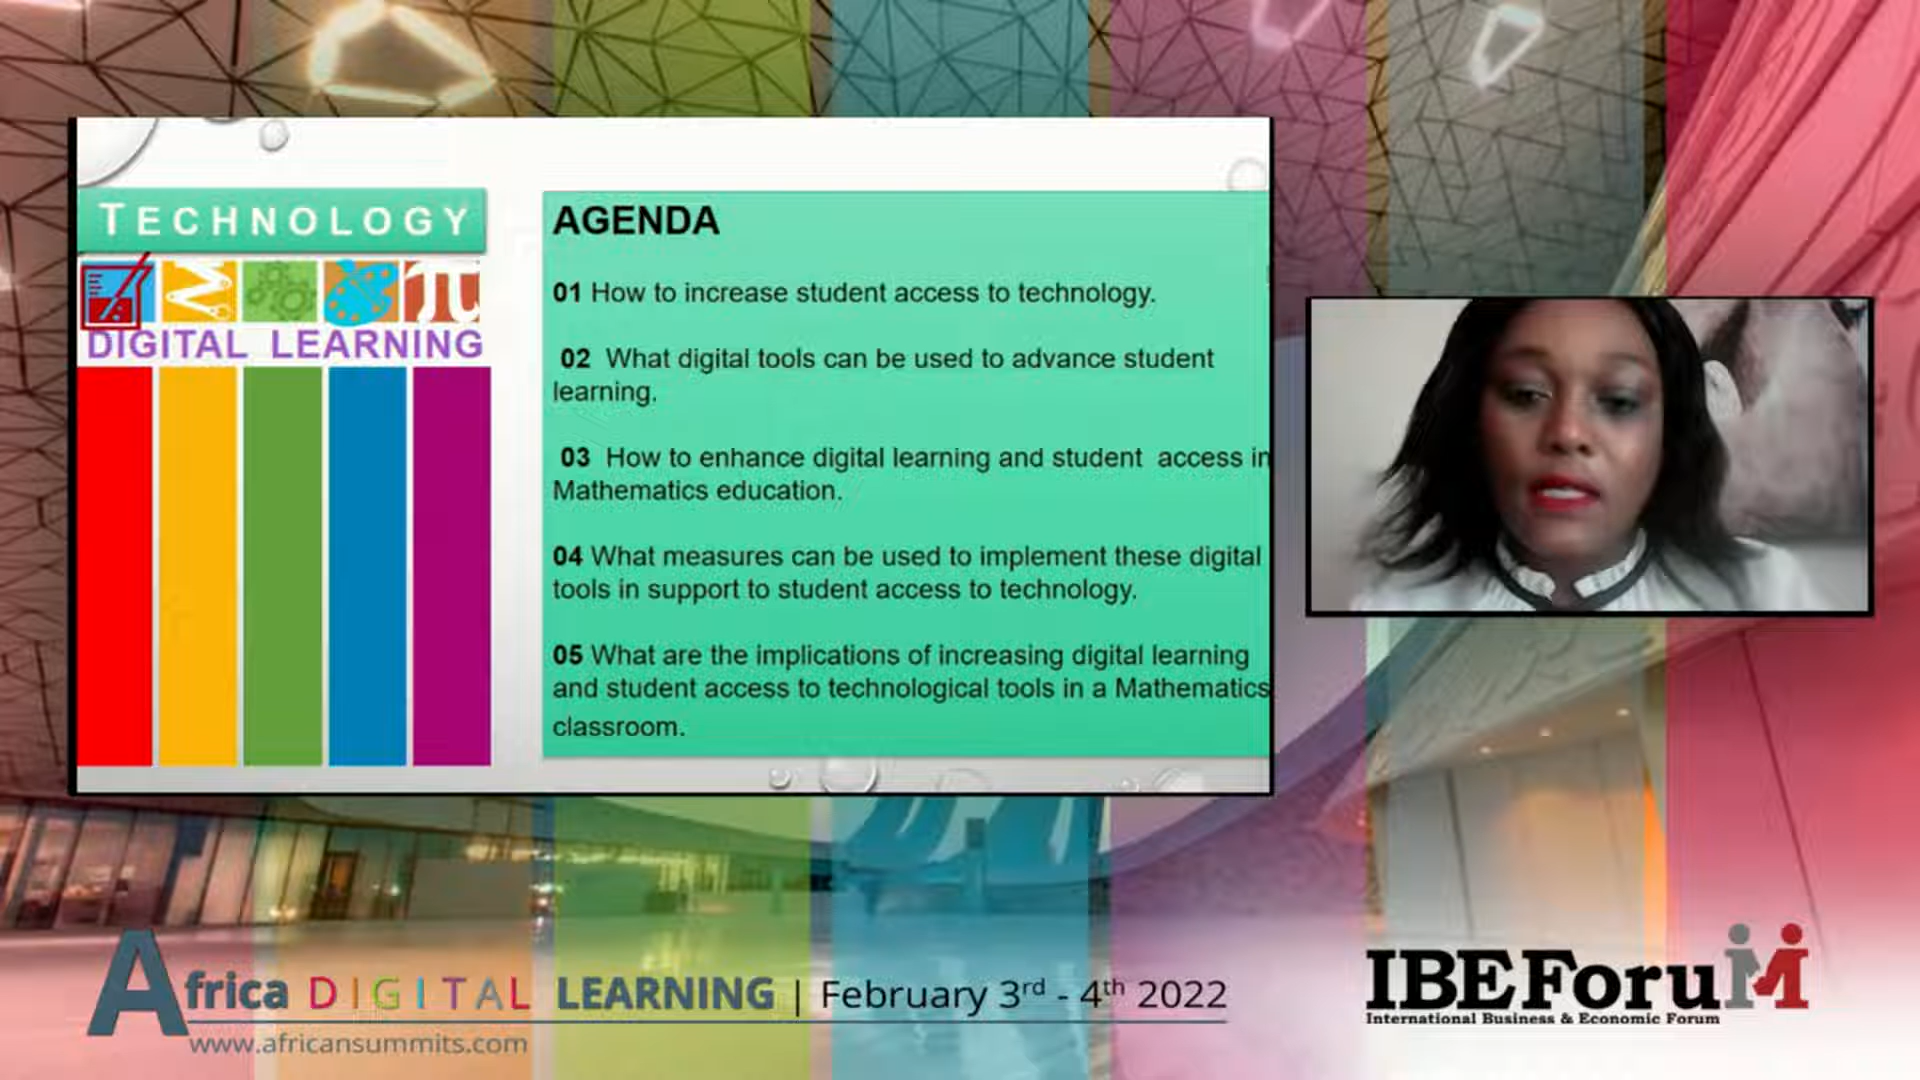 TECHNOLOGY
π
DIGITAL LEARNING
AGENDA
01 How to increase student access to technology.
02 What digital tools can be used to advance student
learning.
03 How to enhance digital learning and student access in
Mathematics education.
04 What measures can be used to implement these digital
tools in support to student access to technology.
05 What are the implications of increasing digital learning
and student access to technological tools in a Mathematics
classroom.
Africa DIGITAL LEARNING | February 3rd - 4th 2022
www.africansummits.com
IBEForuM
International Business & Economic Forum